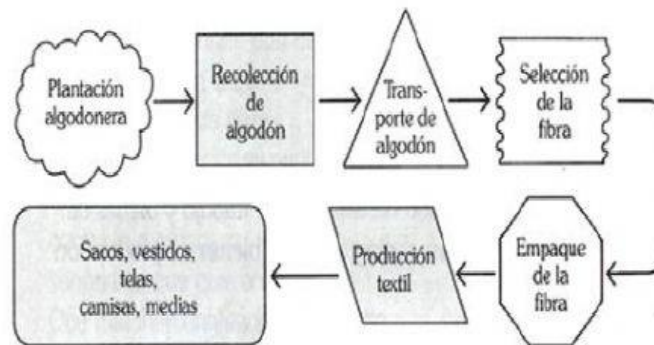 Plantación
algodonera
Recolección
de
algodón
Trans-
porte de
algodón
Selección
de la
fibra
Empaque
de la
fibra
Producción
textil
Sacos, vestidos,
telas,
camisas, medias